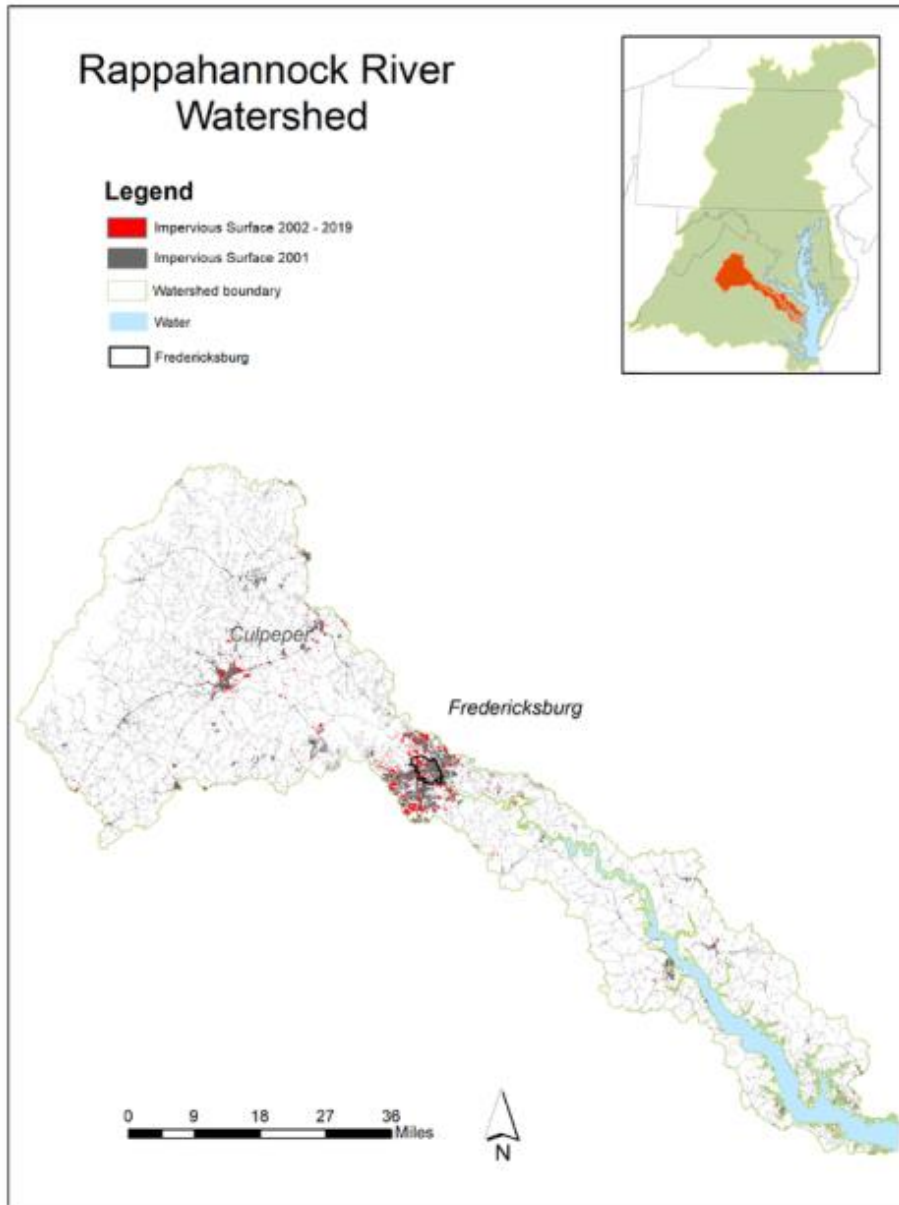 Rappahannock River
Watershed
Legend
Impervious Surface 2002 - 2019
Impervious Surface 2001
Watershed boundary
Water
Fredericksburg
Culpeper
Fredericksburg
0 9 18 27 36
Miles
N